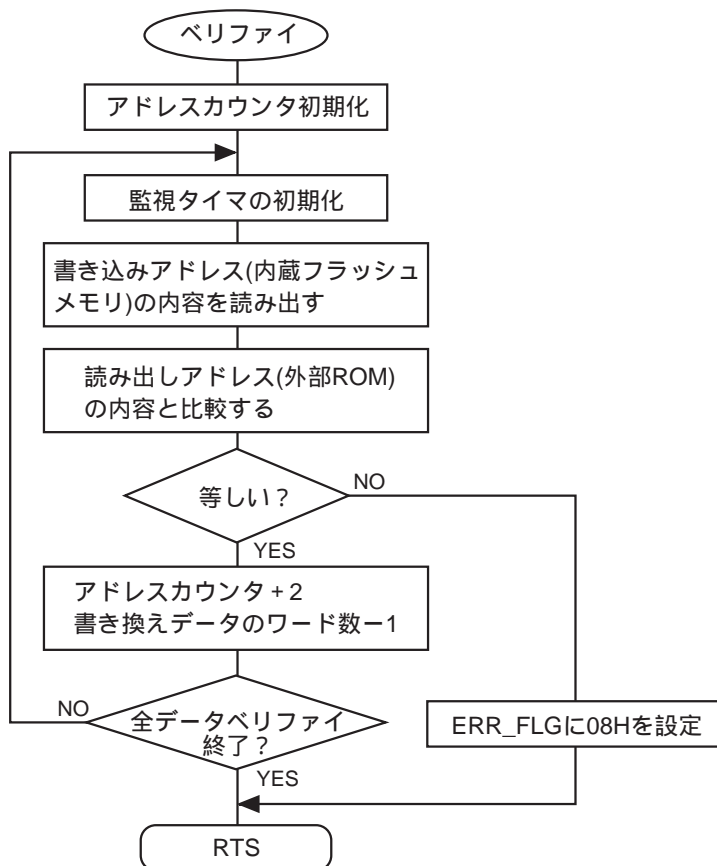 ベリファイ
アドレスカウンタ初期化
監視タイマの初期化
書き込みアドレス(内蔵フラッシュ
メモリ)の内容を読み出す
読み出しアドレス(外部ROM)
の内容と比較する
等しい？
NO
YES
アドレスカウンタ+2
書き換えデータのワード数ー1
NO
全データベリファイ
終了？
ERR_FLGに08Hを設定
YES
RTS